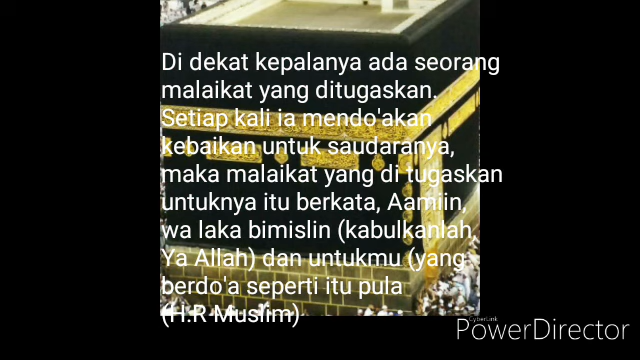 Di dekat kepalanya ada seorang
malaikat yang ditugaskan.
Setiap kali ia mendo'akan
kebaikan untuk saudaranya,
maka malaikat yang di tugaskan
untuknya itu berkata, Aamiin,
wa laka bimislin (kabulkanlah,
Ya Allah) dan untukmu (yang
berdo'a seperti itu pula
(H.R Muslim)
CyberLink
PowerDirector